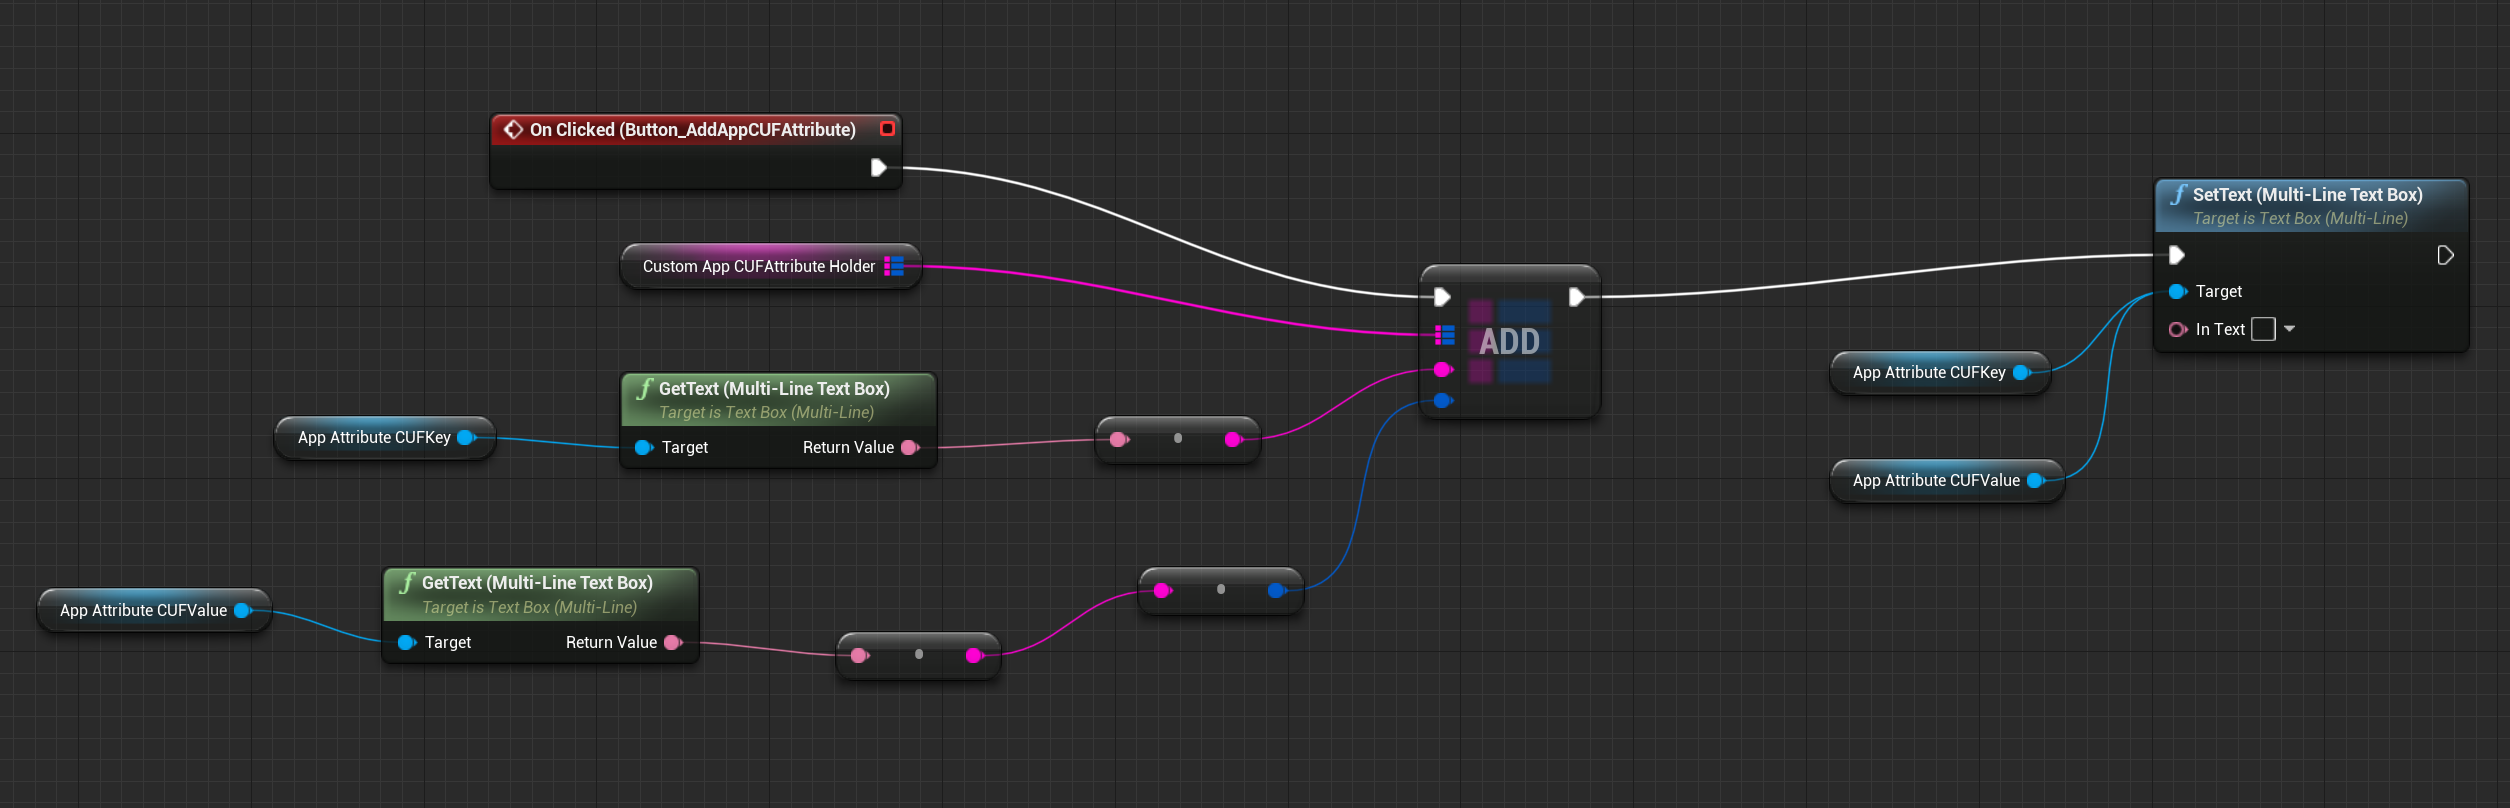 On Clicked (Button_AddAppCUFAttribute)
Custom App CUFAttribute Holder
ADD
SetText (Multi-Line Text Box)
Target is Text Box (Multi-Line)
Target
In Text
App Attribute CUFKey
App Attribute CUFValue
App Attribute CUFKey
GetText (Multi-Line Text Box)
Target is Text Box (Multi-Line)
Target Return Value
App Attribute CUFValue
GetText (Multi-Line Text Box)
Target is Text Box (Multi-Line)
Target Return Value